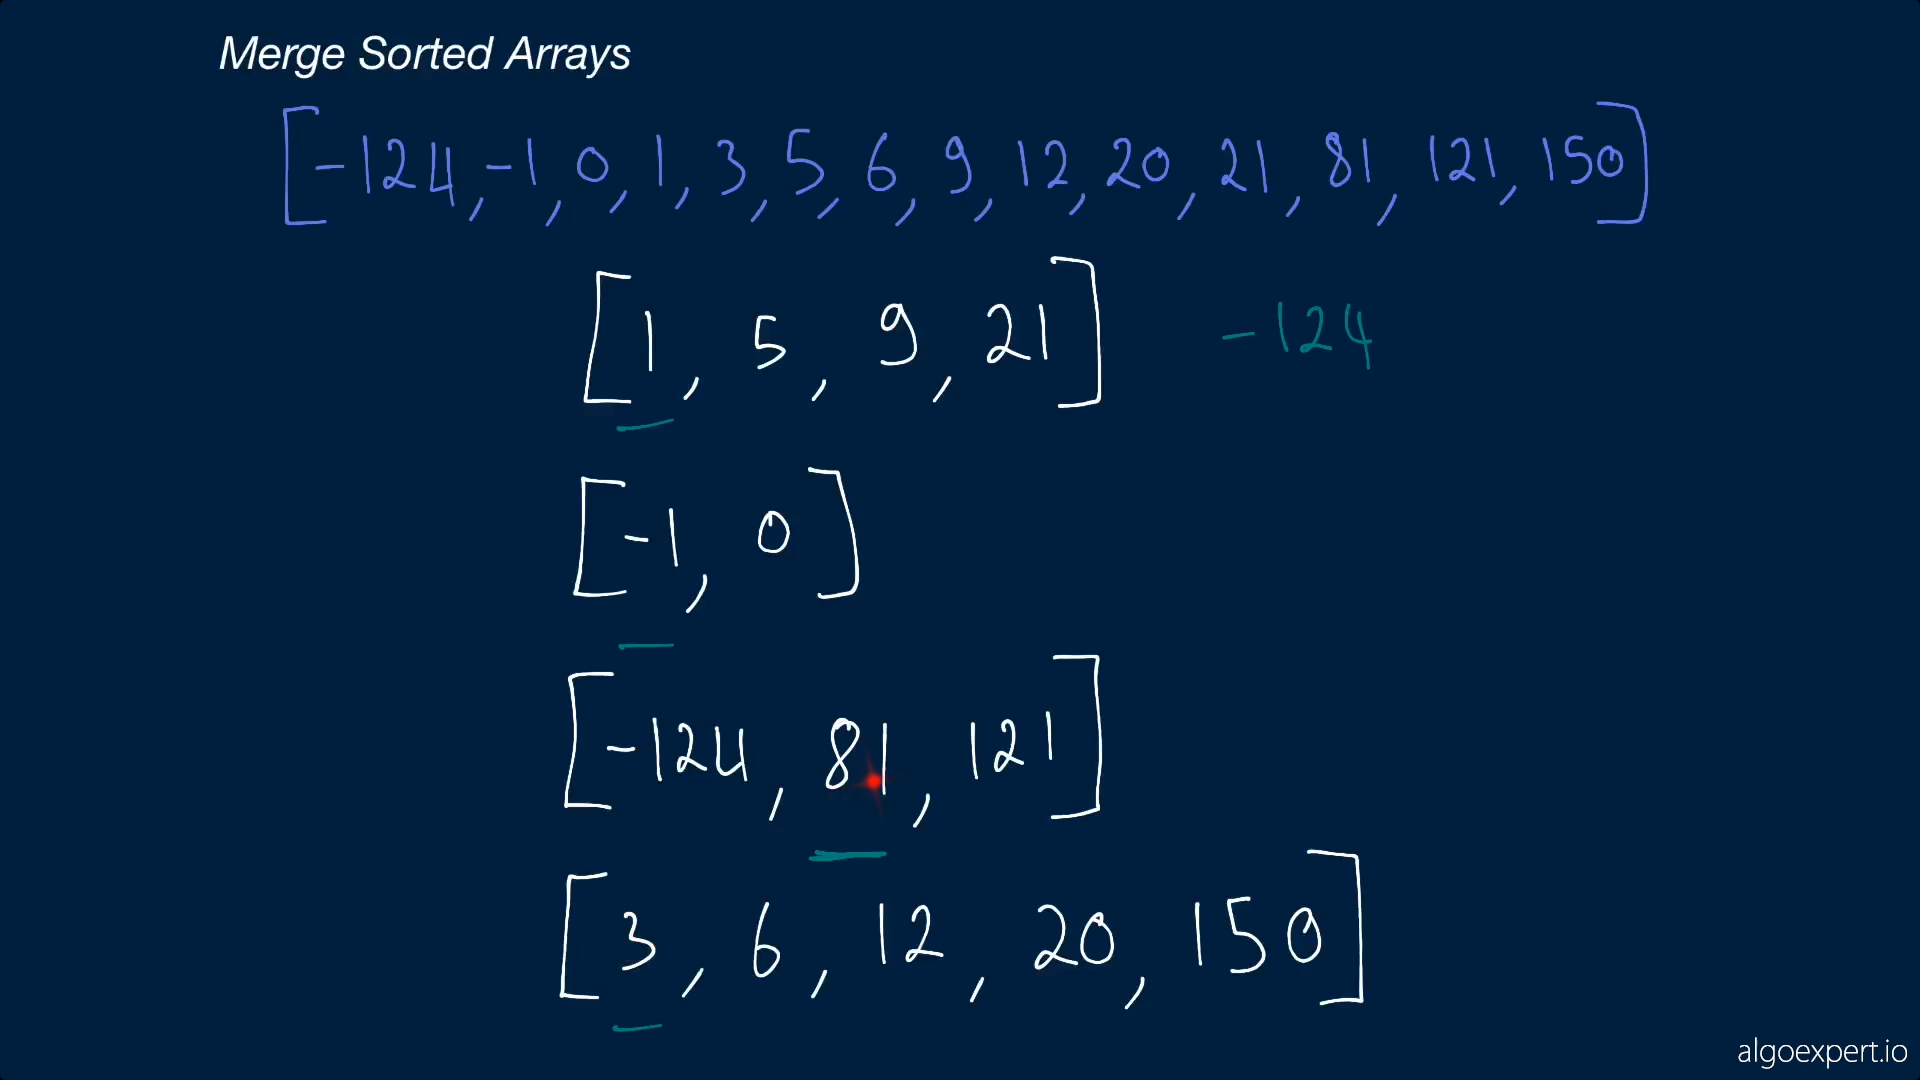 Merge Sorted Arrays
[-124, -1, 0, 1, 3, 5, 6, 9, 12, 20, 21, 81, 121, 150]
[1, 5, 9, 21] -124
[-1, 0]
[-124, 81, 121]
[3, 6, 12, 20, 150]
algoexpert.io